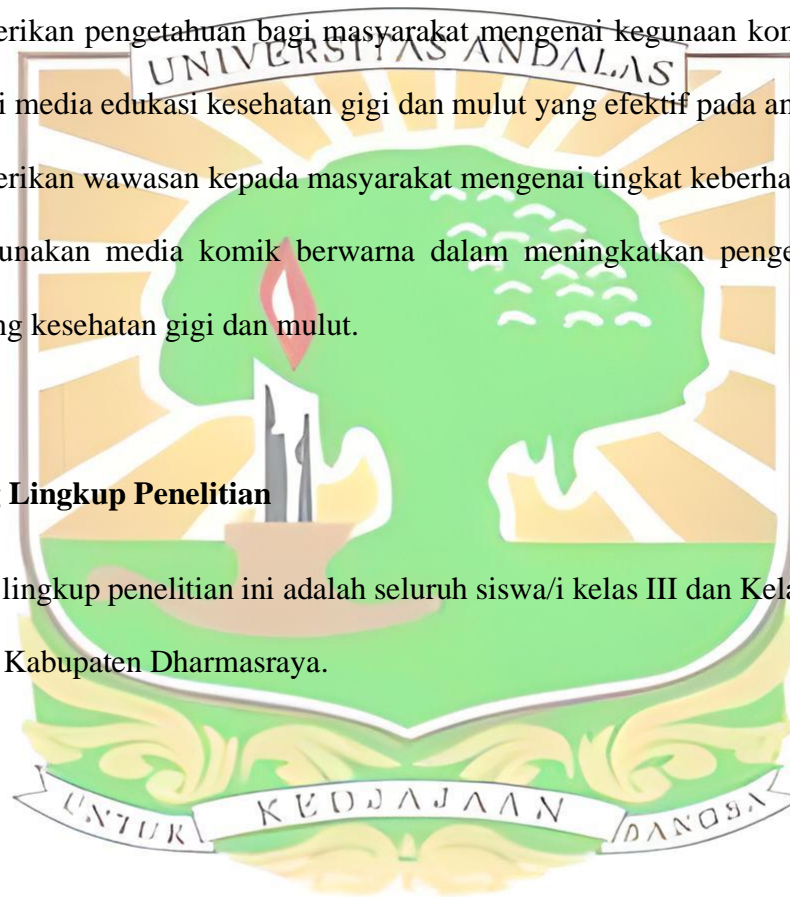 erikan pengetahuan bagi masyarakat mengenai kegunaan kom
UNIVERSITAS ANDALAS
i media edukasi kesehatan gigi dan mulut yang efektif pada an
erikan wawasan kepada masyarakat mengenai tingkat keberha
unakan media komik berwarna dalam meningkatkan penge
ng kesehatan gigi dan mulut.
Lingkup Penelitian
lingkup penelitian ini adalah seluruh siswa/i kelas III dan Kela
Kabupaten Dharmasraya.
UNTUK KEDJAJAAN BANGSA